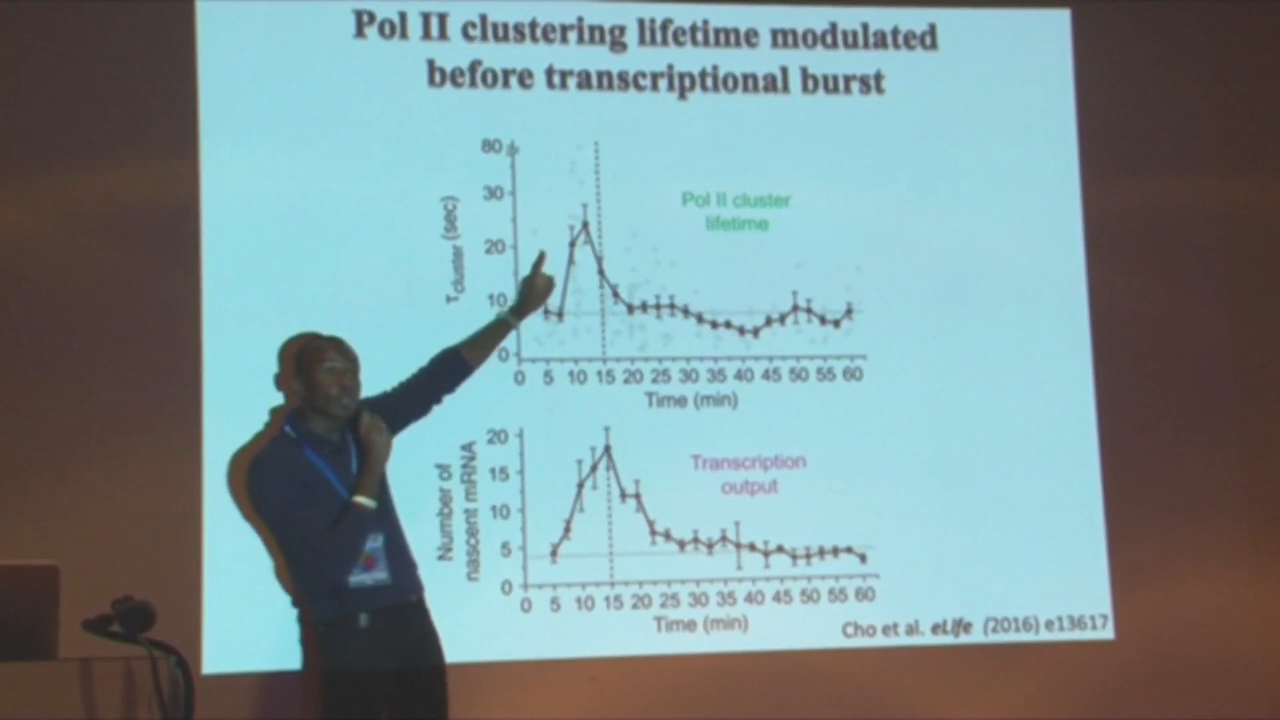 Pol II clustering lifetime modulated
before transcriptional burst
80
30
20
10
0
Τcluster (sec)
Pol II cluster
lifetime
0 5 10 15 20 25 30 35 40 45 50 55 60
Time (min)
20
15
10
5
0
Number of
nascent mRNA
Transcription
output
0 5 10 15 20 25 30 35 40 45 50 55 60
Time (min)
Cho et al. eLife (2016) e13617